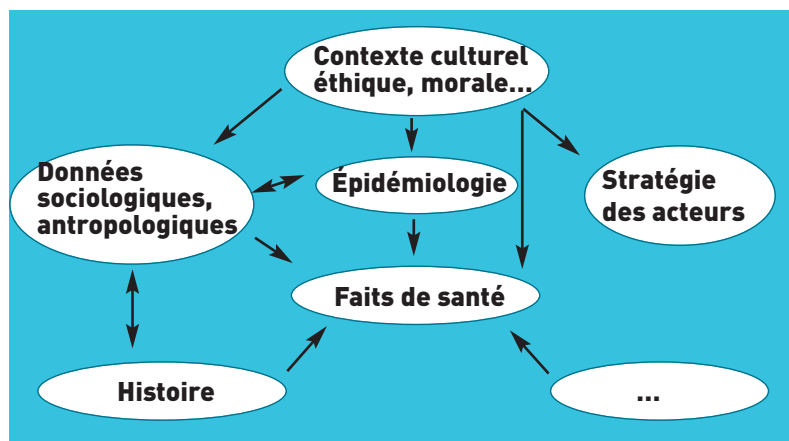 Contexte culturel
éthique, morale...
Données
sociologiques,
antropologiques
Épidémiologie
Stratégie
des acteurs
Faits de santé
Histoire
...